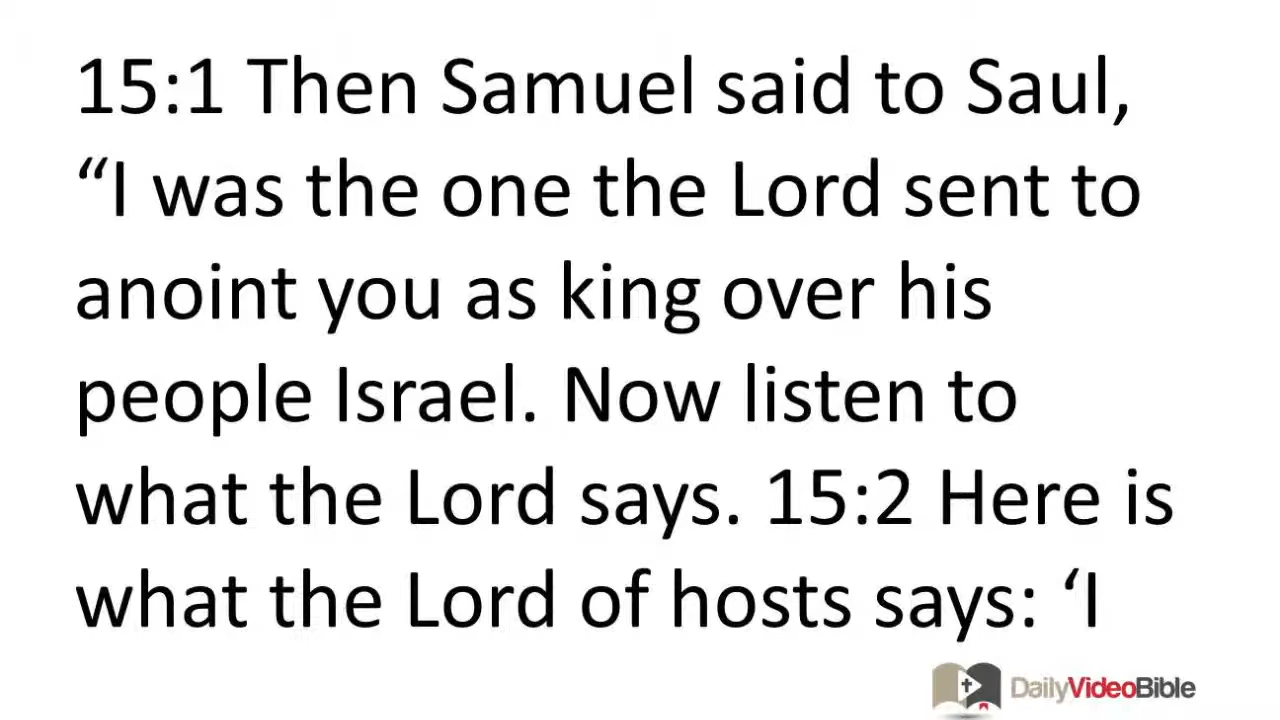 15:1 Then Samuel said to Saul,
“I was the one the Lord sent to
anoint you as king over his
people Israel. Now listen to
what the Lord says. 15:2 Here is
what the Lord of hosts says: ‘I
DailyVideoBible